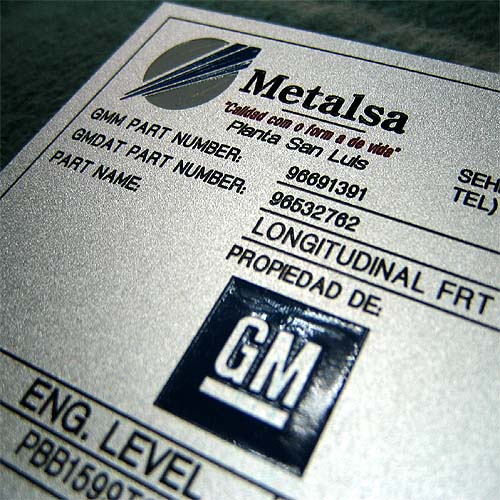 Metalsa
"Calidad com o form a de vida"
Planta San Luis
GMM PART NUMBER: 96691391
GMDAT PART NUMBER: 96532762
PART NAME: LONGITUDINAL FRT
SEH
TEL)
PROPIEDAD DE:
GM
ENG. LEVEL